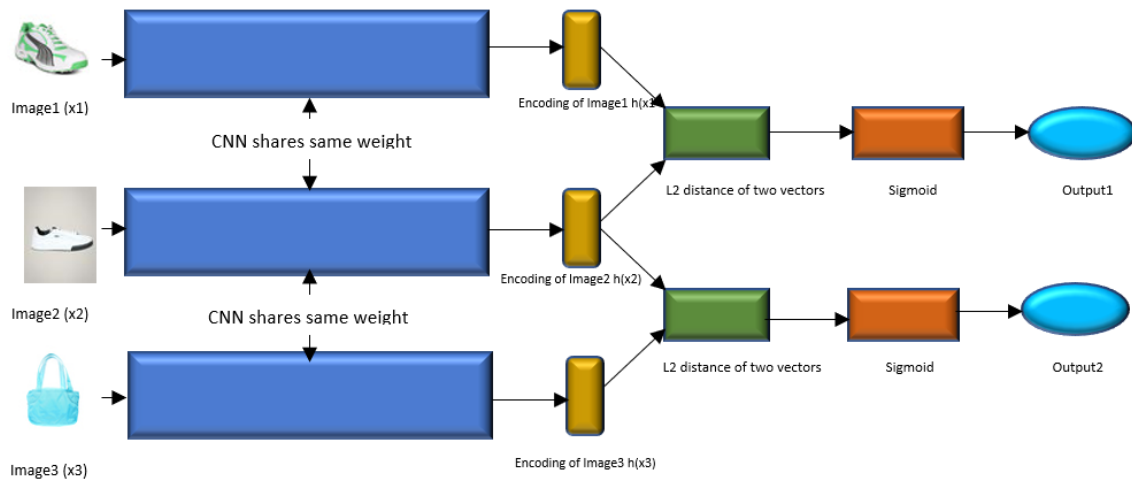 Image1 (x1)
Encoding of Image1 h(x1
CNN shares same weight
L2 distance of two vectors
Sigmoid
Output1
Image2 (x2)
Encoding of Image2 h(x2)
CNN shares same weight
L2 distance of two vectors
Sigmoid
Output2
Image3 (x3)
Encoding of Image3 h(x3)